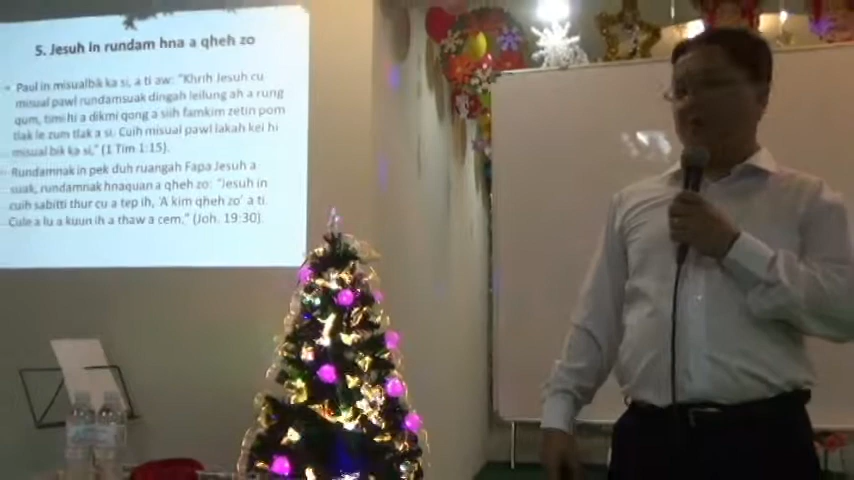 5. Jesuh in rundam hna a qheh zo
Paul in misualbik ka si, a ti aw: “Khrih Jesuh cu
misual pawl rundamsuak dingah leilung ah a rung
qum, timi hi a dikmi qong a siih famkim zetin pom
tlak le zum tlak a si. Cuih misual pawl lakah kei hi
misual bik ka si,” (1 Tim 1:15).
Rundamnak in pek duh ruangah Fapa Jesuh a
suak, rundamnak hnaquan a qheh zo: “Jesuh in
cuih sabitti thur cu a tep ih, ‘A kim qheh zo’ a ti.
Cule a lu a kuun ih a thaw a cem.” (Joh. 19:30).